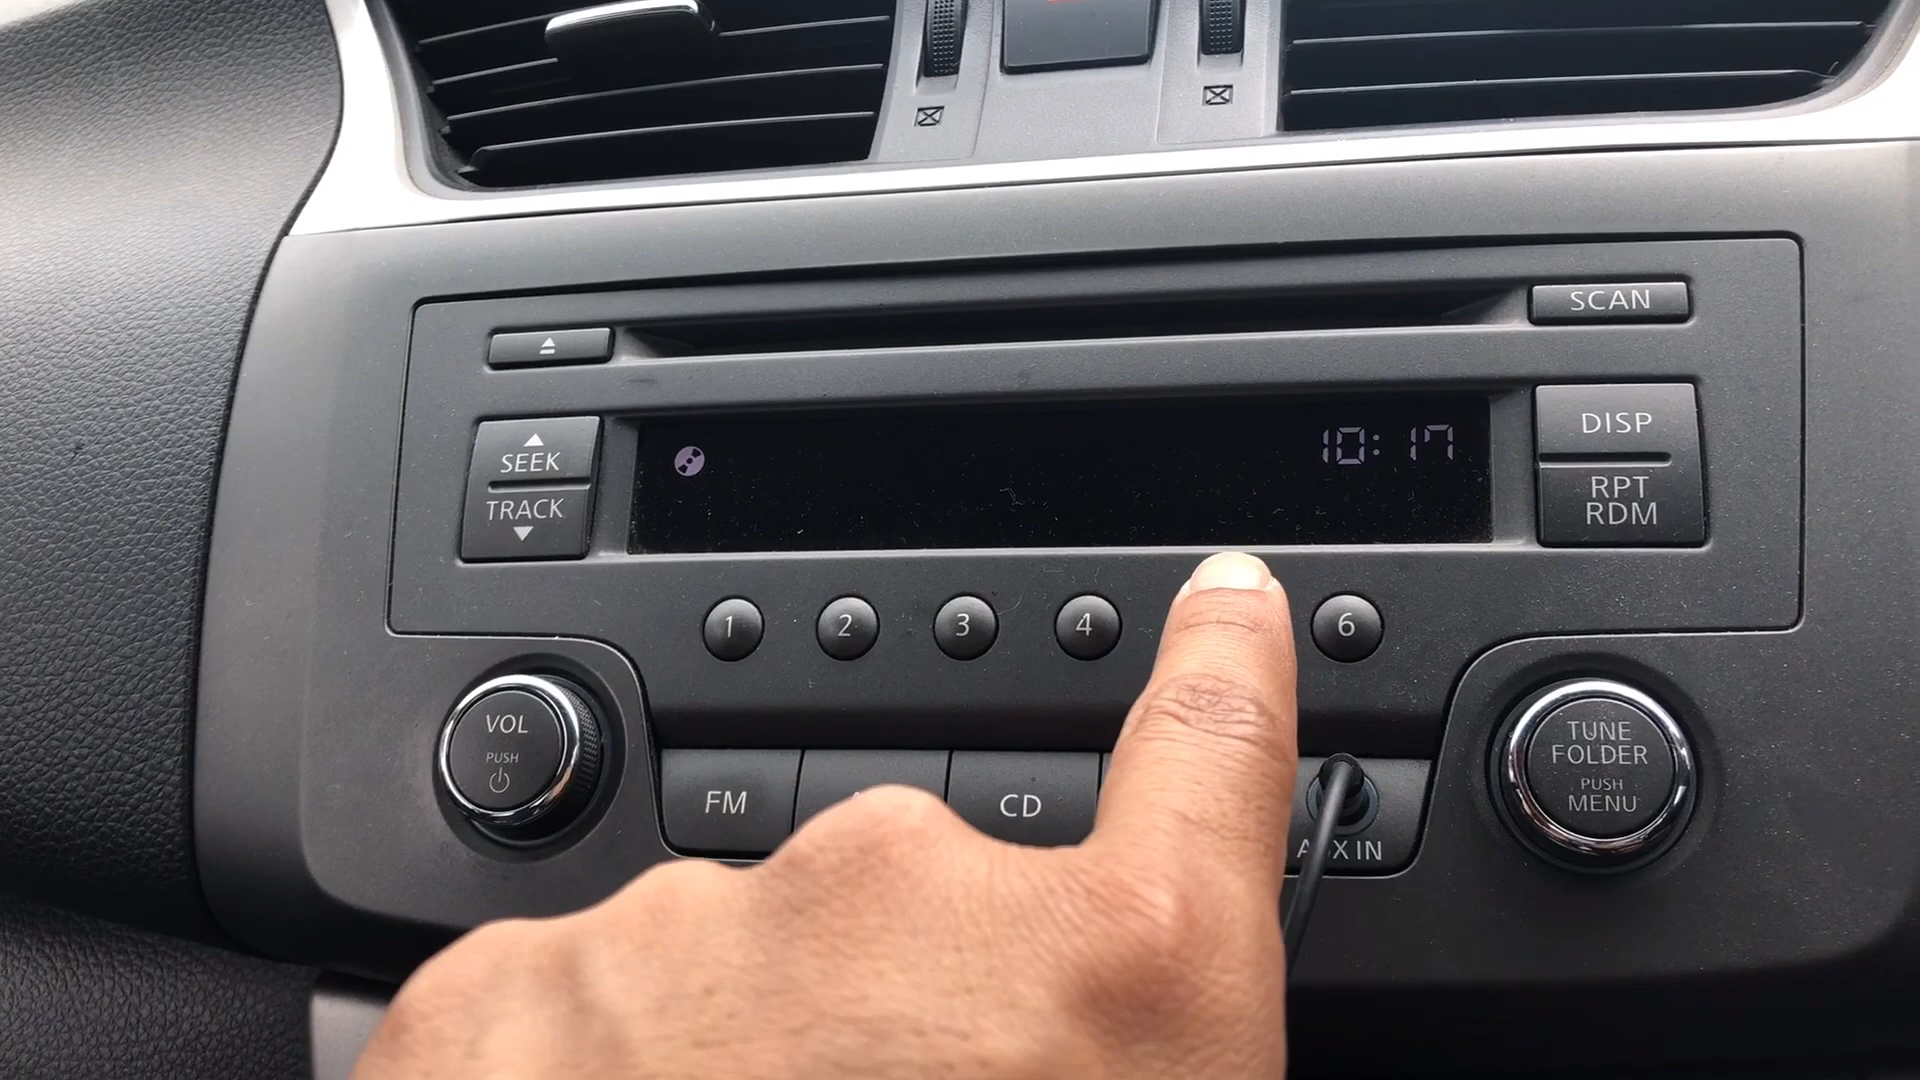 SCAN
SEEK
TRACK
10:17
DISP
RPT
RDM
1
2
3
4
6
VOL
PUSH
FM
CD
TUNE
FOLDER
PUSH
MENU
AUX IN